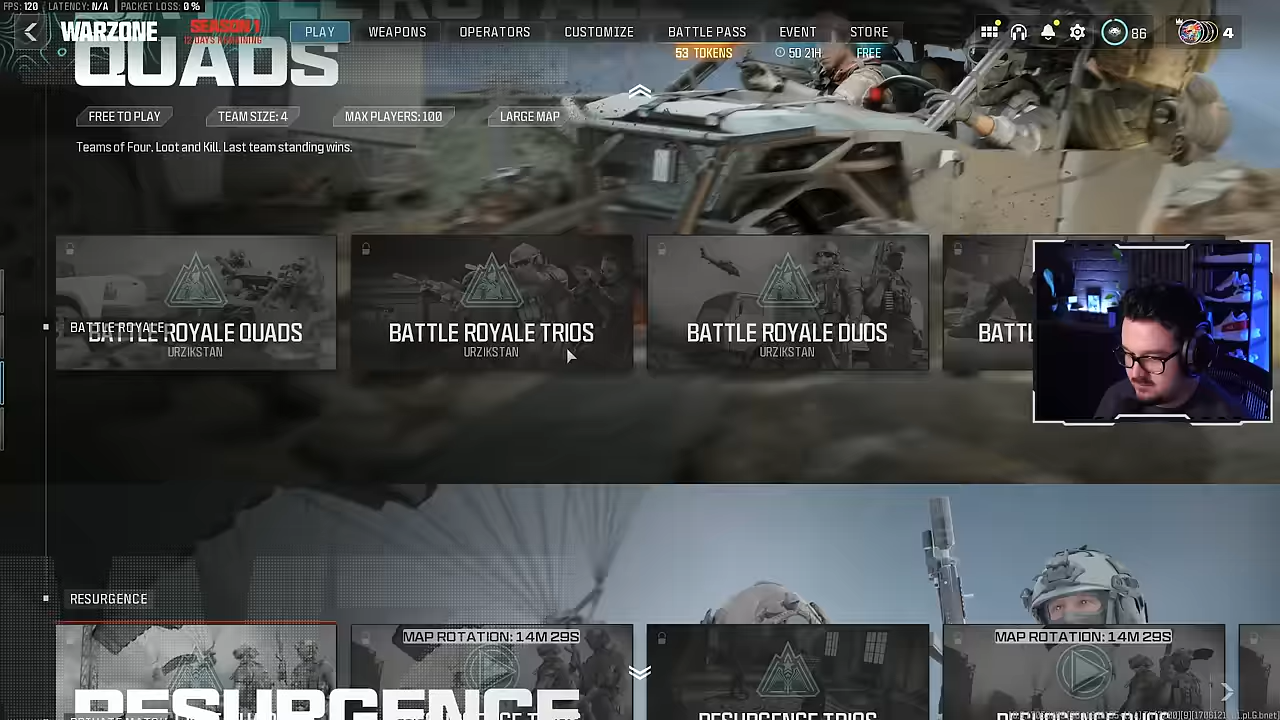 FPS: 120 LATENCY: N/A PACKET LOSS: 0 %
WARZONE
SEASON 1
PLAY
WEAPONS
OPERATORS
CUSTOMIZE
BATTLE PASS
EVENT
STORE
86
4
53 TOKENS
5D 21H
FREE
QUADS
FREE TO PLAY
TEAM SIZE: 4
MAX PLAYERS: 100
LARGE MAP
Teams of Four. Loot and Kill. Last team standing wins.
BATTLE ROYALE
BATTLE ROYALE QUADS
URZIKSTAN
BATTLE ROYALE TRIOS
URZIKSTAN
BATTLE ROYALE DUOS
URZIKSTAN
RESURGENCE
MAP ROTATION: 14M 29S
MAP ROTATION: 14M 29S
RESURGENCE
RESURGENCE TRIOS